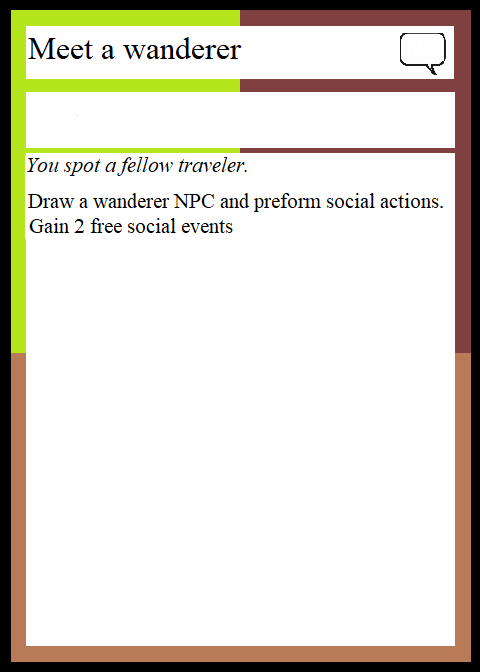 Meet a wanderer
You spot a fellow traveler.
Draw a wanderer NPC and preform social actions.
Gain 2 free social events